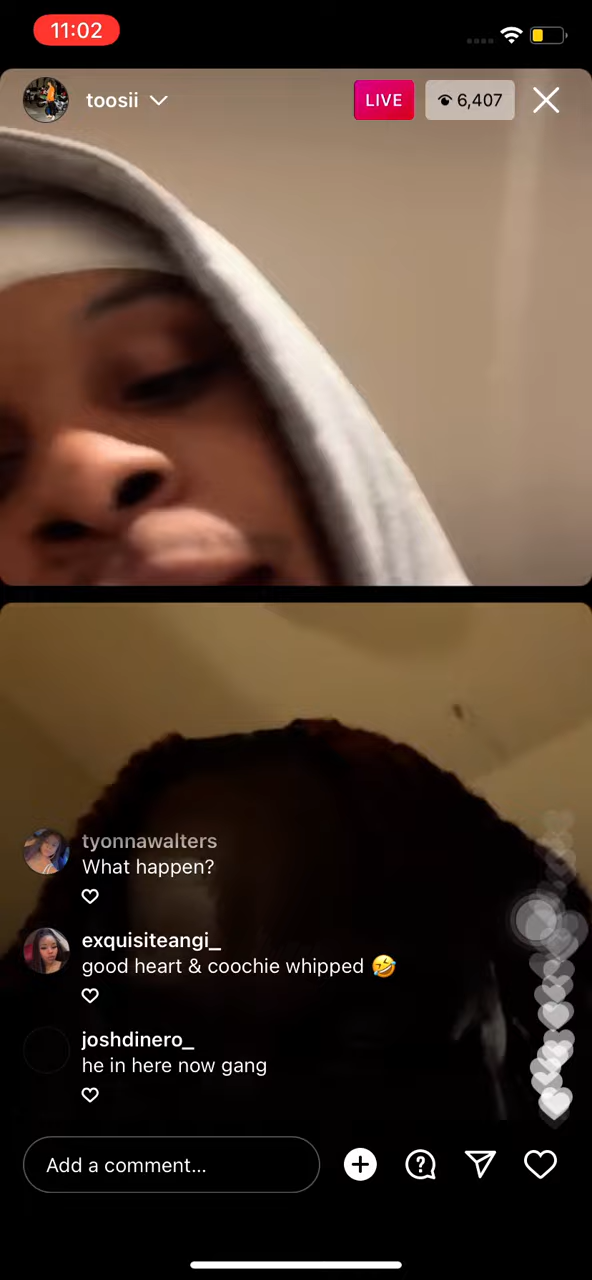 11:02
toosii
LIVE
6,407
tyonnawalters
What happen?
exquisiteangi_
good heart & coochie whipped 🤣
joshdinero_
he in here now gang
Add a comment...